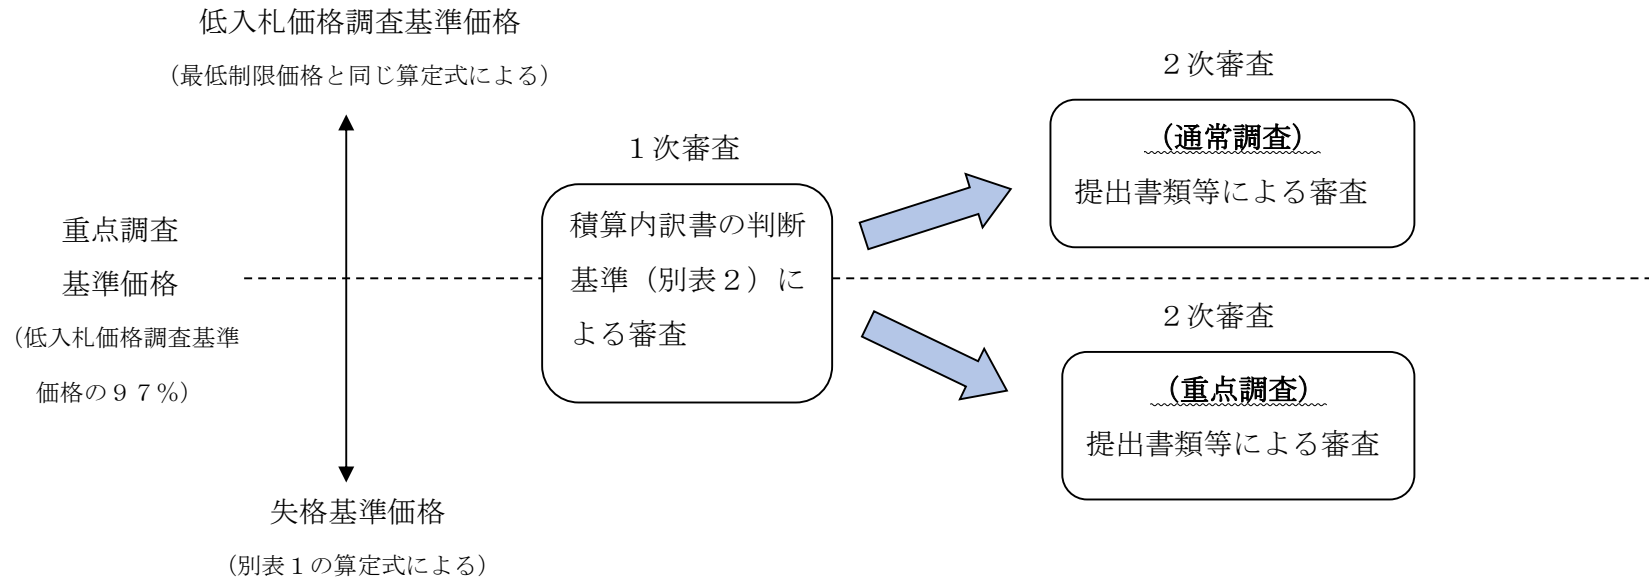 低入札価格調査基準価格
（最低制限価格と同じ算定式による）
重点調査
基準価格
（低入札価格調査基準
価格の９７％）
失格基準価格
（別表１の算定式による）
１次審査
積算内訳書の判断
基準（別表２）に
よる審査
２次審査
（通常調査）
提出書類等による審査
２次審査
（重点調査）
提出書類等による審査